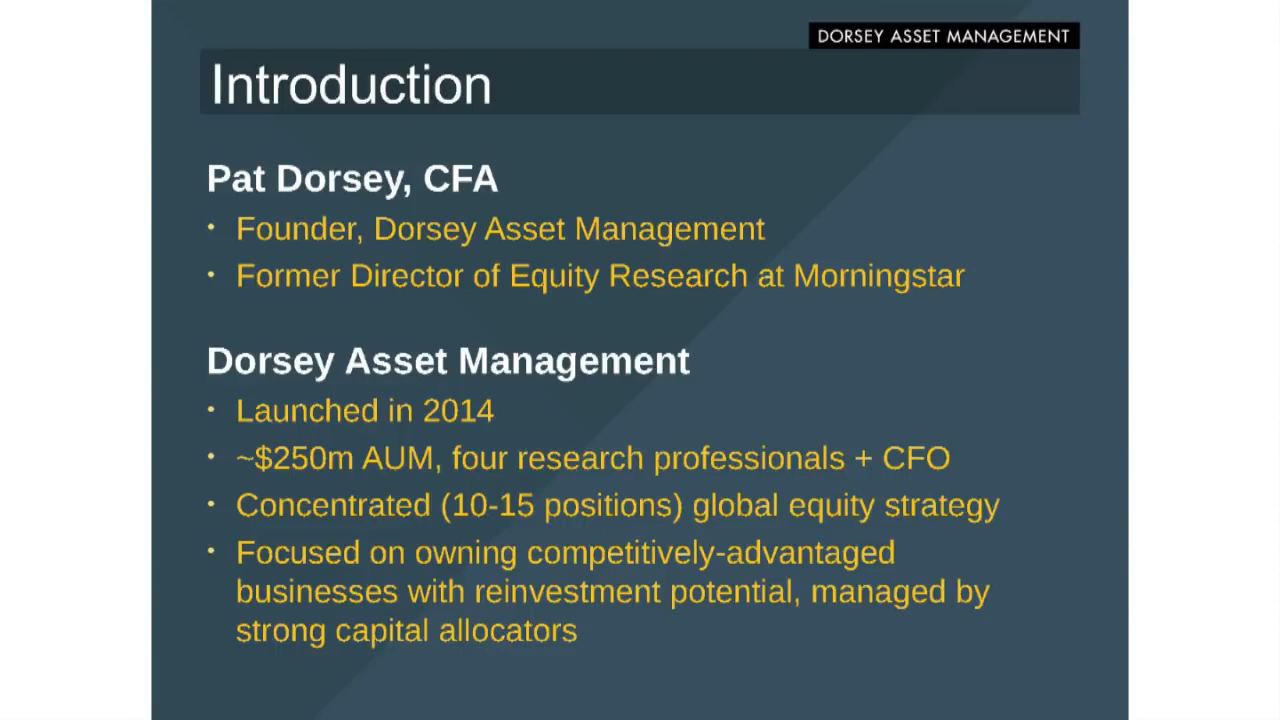 DORSEY ASSET MANAGEMENT
Introduction
Pat Dorsey, CFA
• Founder, Dorsey Asset Management
• Former Director of Equity Research at Morningstar
Dorsey Asset Management
• Launched in 2014
• ~$250m AUM, four research professionals + CFO
• Concentrated (10-15 positions) global equity strategy
• Focused on owning competitively-advantaged
businesses with reinvestment potential, managed by
strong capital allocators